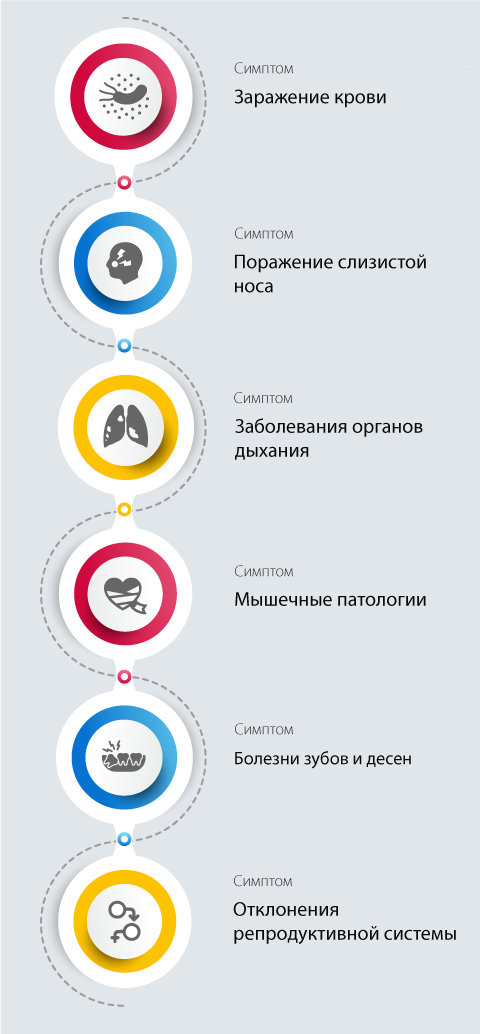 Симптом
Заражение крови
Симптом
Поражение слизистой
носа
Симптом
Заболевания органов
дыхания
Симптом
Мышечные патологии
Симптом
Болезни зубов и десен
Симптом
Отклонения
репродуктивной системы